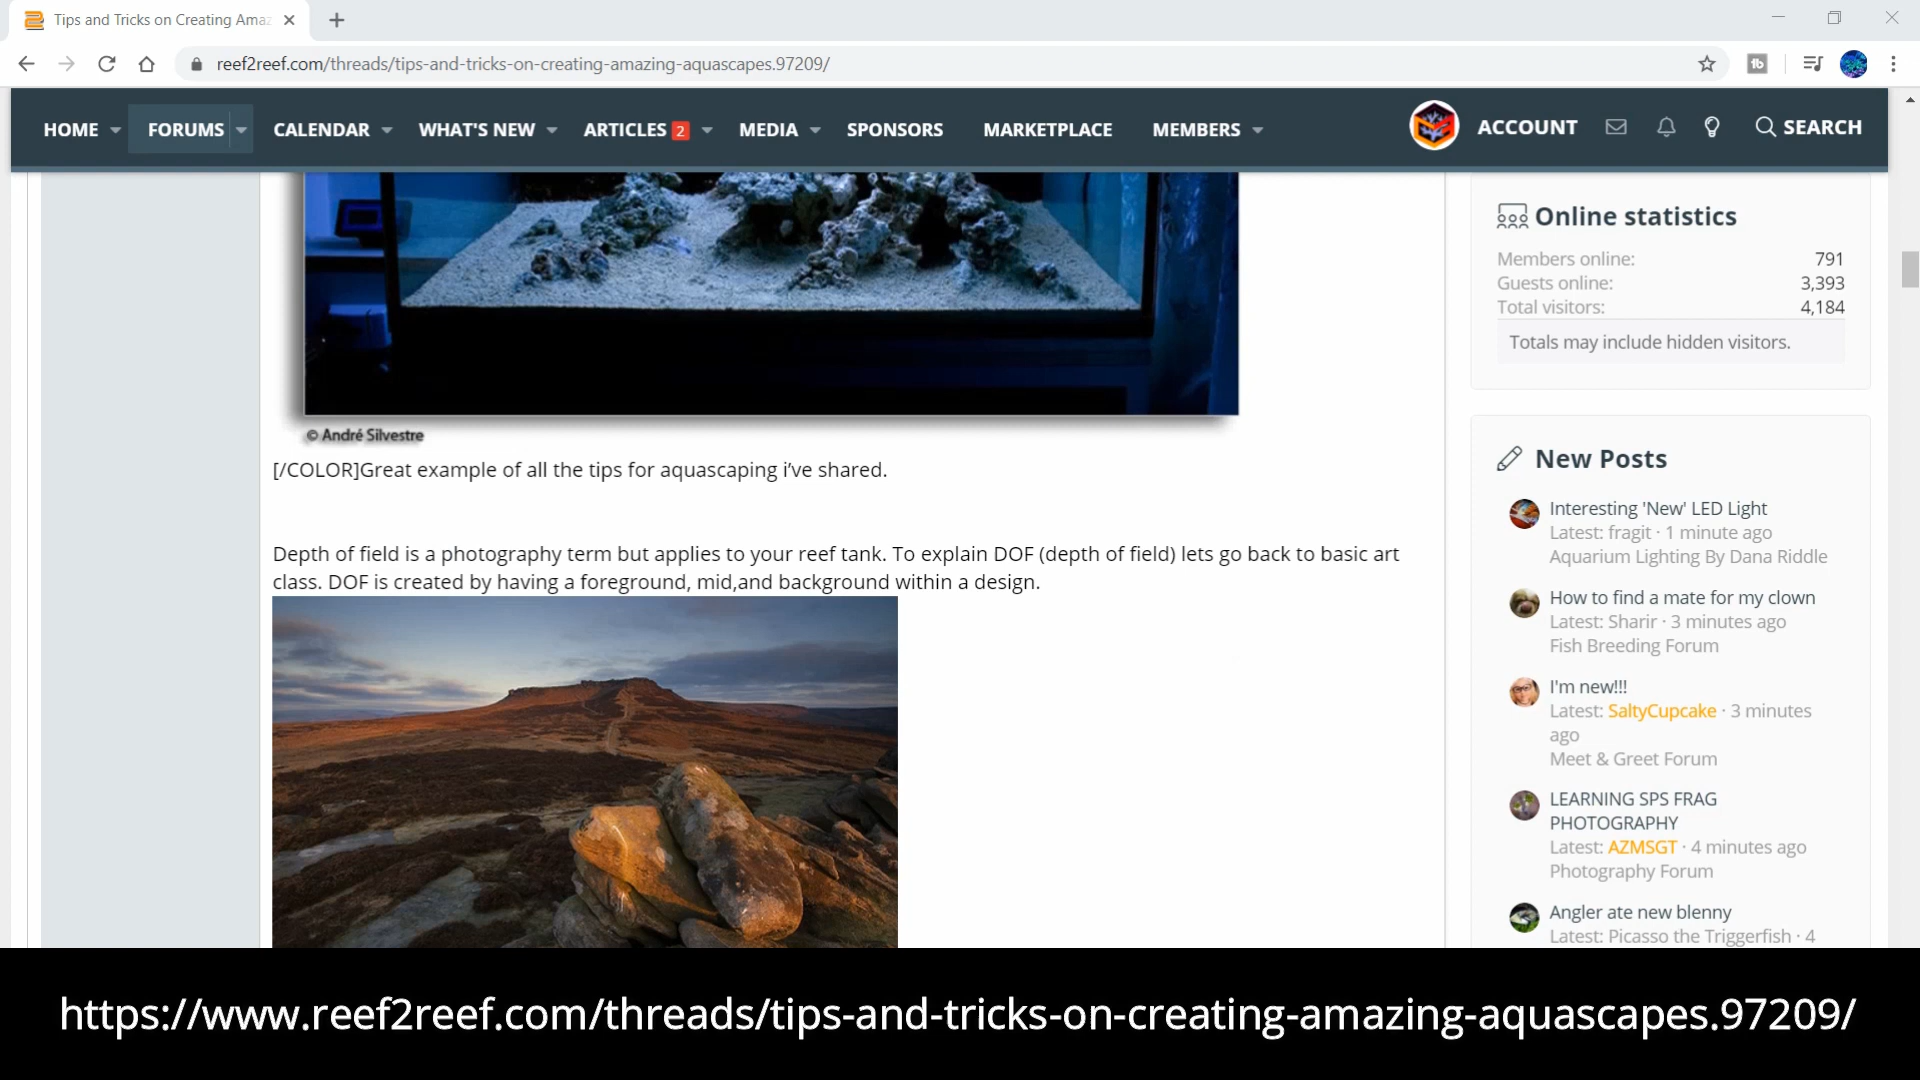 Tips and Tricks on Creating Amaz
reef2reef.com/threads/tips-and-tricks-on-creating-amazing-aquascapes.97209/
HOME FORUMS CALENDAR WHAT'S NEW ARTICLES 2 MEDIA SPONSORS MARKETPLACE MEMBERS ACCOUNT SEARCH
© André Silvestre
[/COLOR]Great example of all the tips for aquascaping i've shared.
Depth of field is a photography term but applies to your reef tank. To explain DOF (depth of field) lets go back to basic art
class. DOF is created by having a foreground, mid,and background within a design.
Online statistics
Members online: 791
Guests online: 3,393
Total visitors: 4,184
Totals may include hidden visitors.
New Posts
Interesting 'New' LED Light
Latest: fragit · 1 minute ago
Aquarium Lighting By Dana Riddle
How to find a mate for my clown
Latest: Sharir · 3 minutes ago
Fish Breeding Forum
I'm new!!!
Latest: SaltyCupcake · 3 minutes
ago
Meet & Greet Forum
LEARNING SPS FRAG
PHOTOGRAPHY
Latest: AZMSGT · 4 minutes ago
Photography Forum
Angler ate new blenny
Latest: Picasso the Triggerfish · 4
https://www.reef2reef.com/threads/tips-and-tricks-on-creating-amazing-aquascapes.97209/